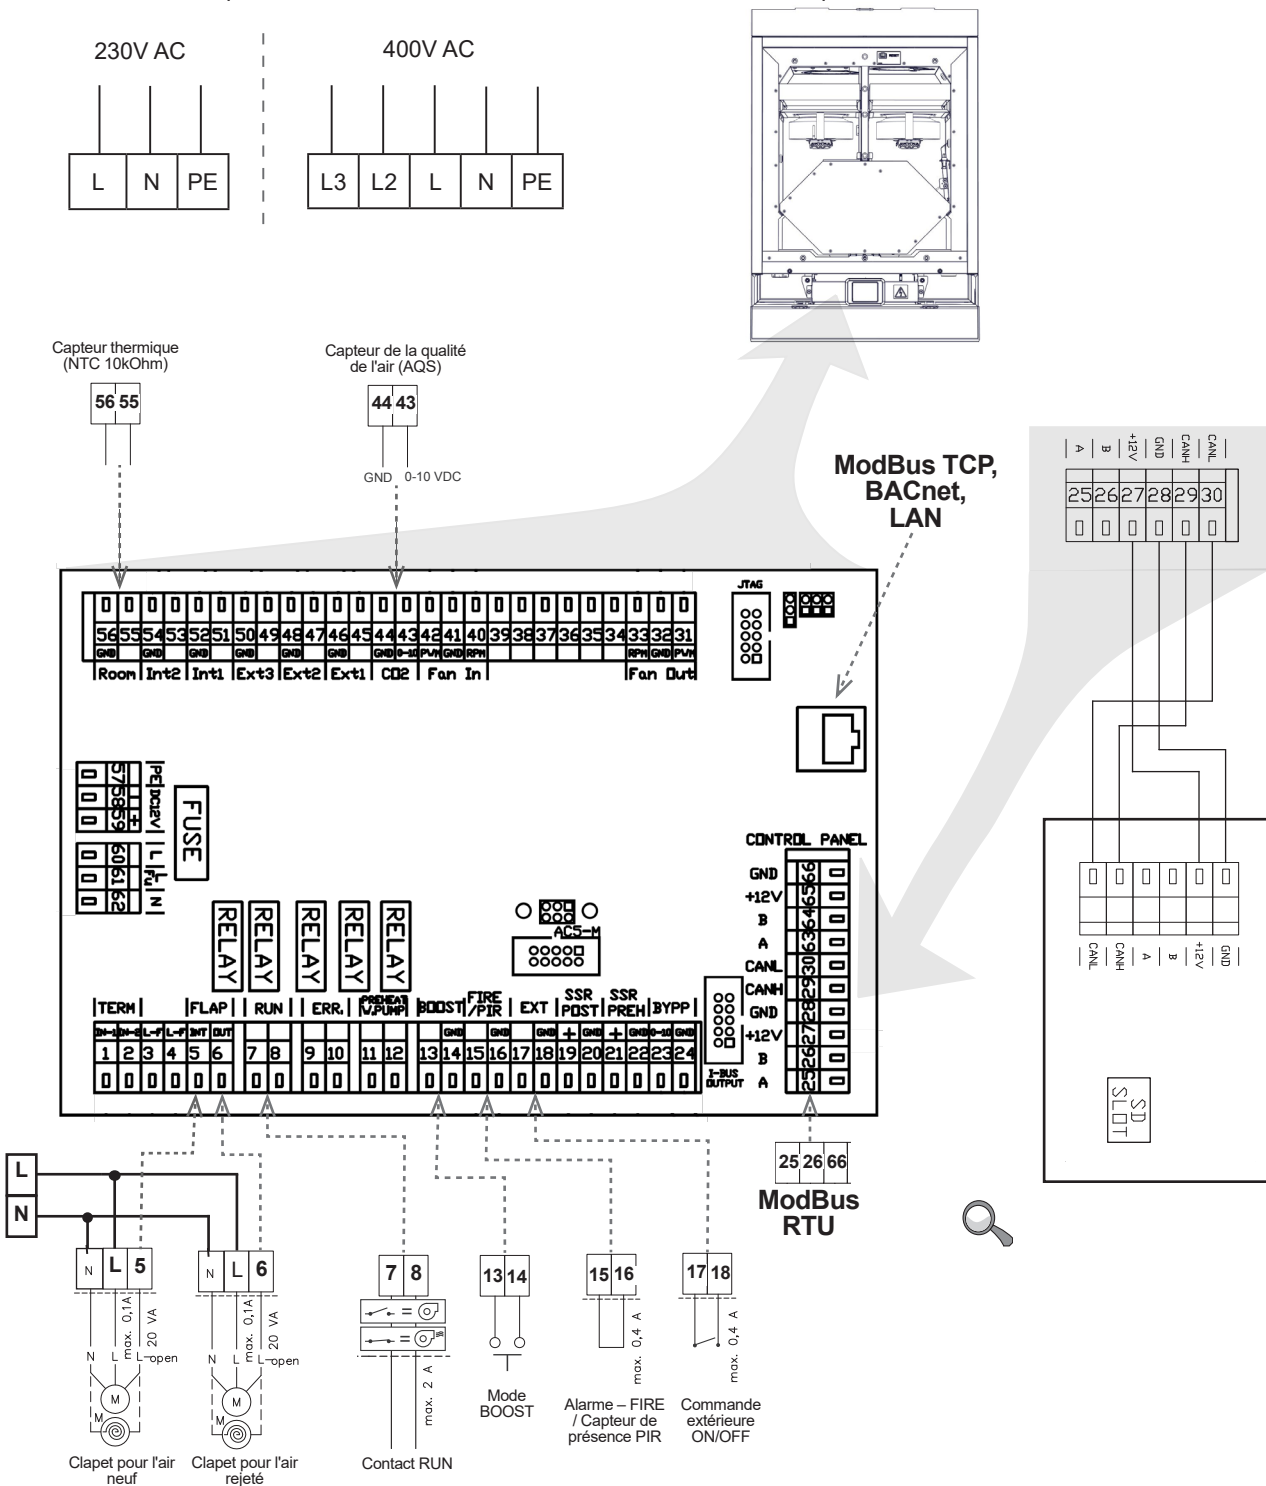 230V AC
400V AC
L N PE
L3 L2 L N PE
Capteur thermique
(NTC 10kOhm)
56 55
Capteur de la qualité
de l'air (AQS)
44 43
GND 0-10 VDC
ModBus TCP,
BACnet,
LAN
A B +12V GND CANH CANL
25 26 27 28 29 30
JTAG
56 55 54 53 52 51 50 49 48 47 46 45 44 43 42 41 40 39 38 37 36 35 34 33 32 31
GND GND GND GND GND GND GND 0-10 PWM GND RPM RPM GND PWM
Room Int2 Int1 Ext3 Ext2 Ext1 CO2 Fan In Fan Out
57 58 59
PE DC12V
- +
60 61 62
L L Fu N
FUSE
RELAY RELAY RELAY RELAY RELAY
AC5-M
CONTROL PANEL
GND 66
+12V 65
B 64
A 63
CANL 30
CANH 29
GND 28
+12V 27
B 26
A 25
TERM FLAP RUN ERR. PREHEAT W.PUMP BOOST FIRE /PIR EXT SSR POST SSR PREH BYPP
IN-1 IN-2 L-F L-F INT OUT GND GND GND + GND + GND 0-10 GND
1 2 3 4 5 6 7 8 9 10 11 12 13 14 15 16 17 18 19 20 21 22 23 24
I-BUS
OUTPUT
CANL CANH A B +12V GND
SD
SLOT
25 26 66
ModBus
RTU
L
N
N L 5
max. 0,1A
20 VA
N L L-open
M
M
Clapet pour l'air
neuf
N L 6
max. 0,1A
20 VA
N L L-open
M
M
Clapet pour l'air
rejeté
7 8
=
=
max. 2 A
Contact RUN
13 14
Mode
BOOST
15 16
max. 0,4 A
Alarme – FIRE
/ Capteur de
présence PIR
17 18
max. 0,4 A
Commande
extérieure
ON/OFF